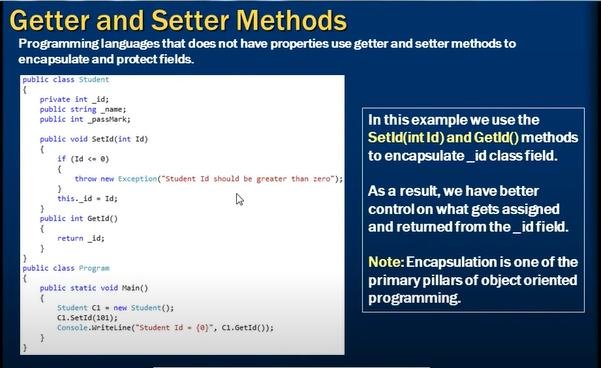 Getter and Setter Methods
Programming languages that does not have properties use getter and setter methods to
encapsulate and protect fields.
public class Student
{
private int _id;
public string _name;
public int _passMark;
public void SetId(int Id)
{
if (Id <= 0)
{
throw new Exception("Student Id should be greater than zero");
}
this._id = Id;
}
public int GetId()
{
return _id;
}
}
public class Program
{
public static void Main()
{
Student C1 = new Student();
C1.SetId(101);
Console.WriteLine("Student Id = {0}", C1.GetId());
}
}
In this example we use the
SetId(int Id) and GetId() methods
to encapsulate _id class field.
As a result, we have better
control on what gets assigned
and returned from the _id field.
Note: Encapsulation is one of the
primary pillars of object oriented
programming.